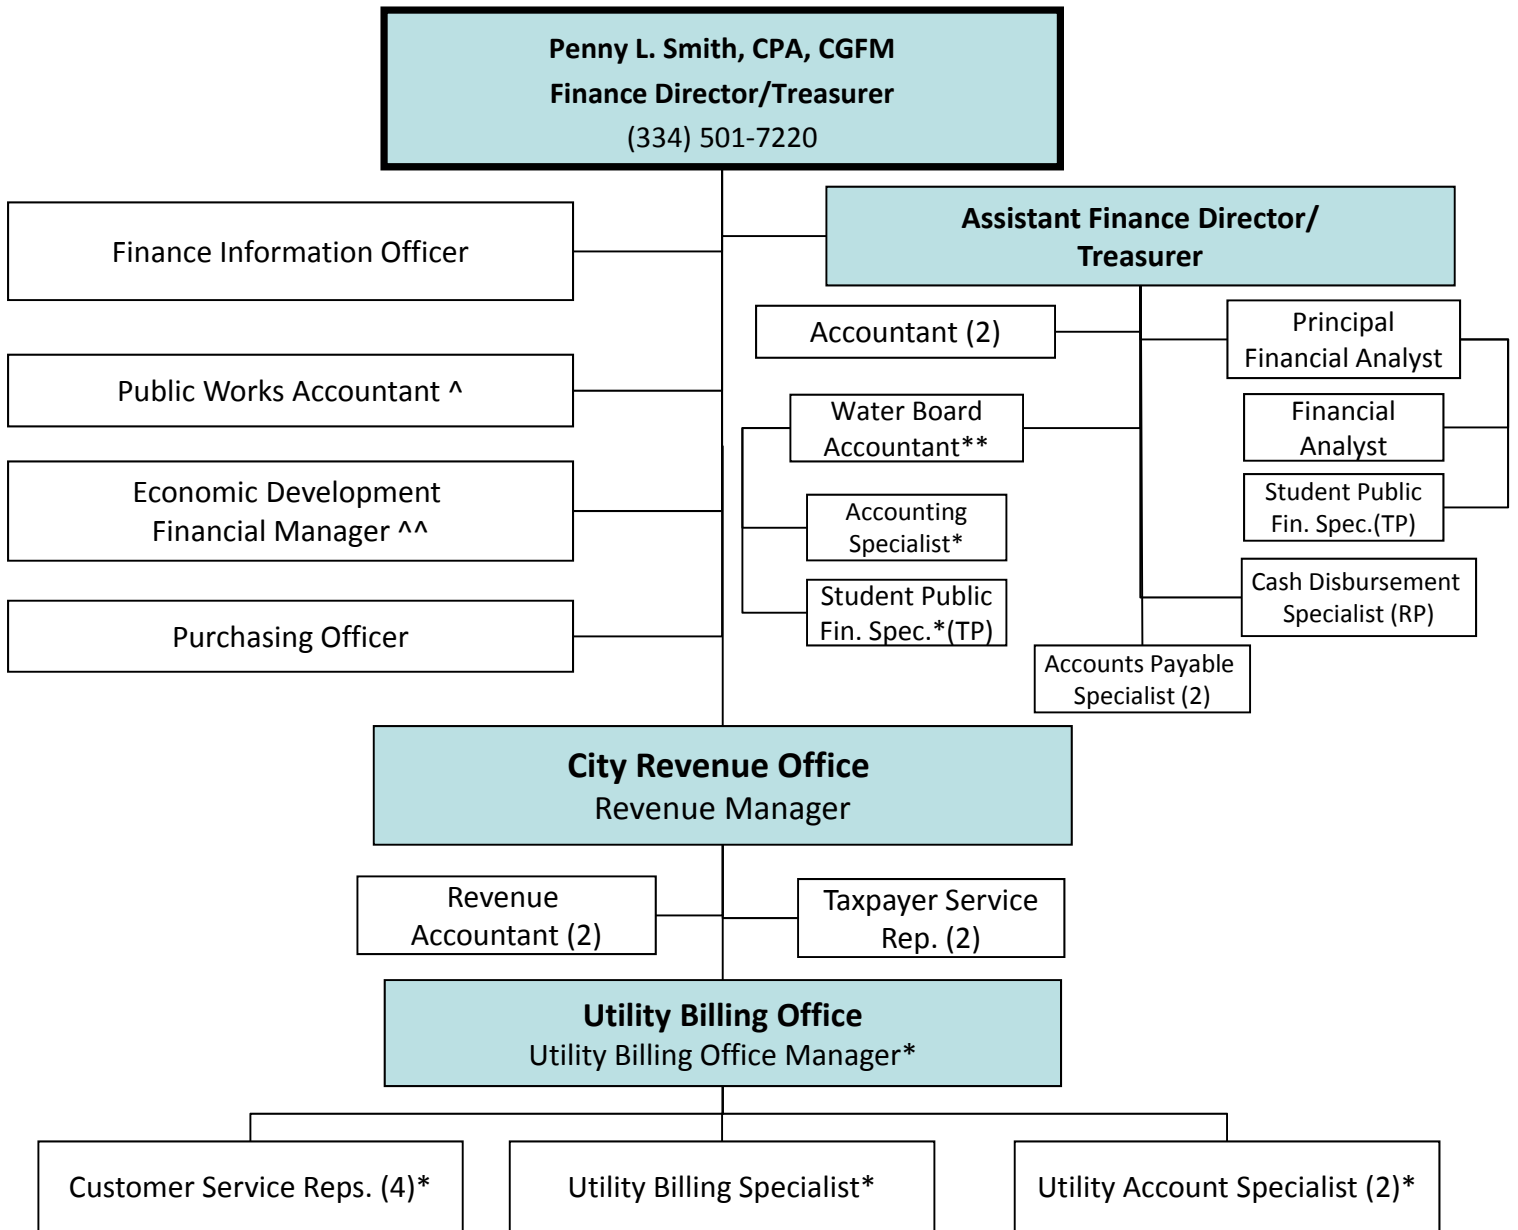 Penny L. Smith, CPA, CGFM
Finance Director/Treasurer
(334) 501-7220
Assistant Finance Director/
Treasurer
Finance Information Officer
Public Works Accountant ^
Economic Development
Financial Manager ^^
Purchasing Officer
Accountant (2)
Principal
Financial Analyst
Water Board
Accountant**
Financial
Analyst
Accounting
Specialist*
Student Public
Fin. Spec.(TP)
Student Public
Fin. Spec.*(TP)
Cash Disbursement
Specialist (RP)
Accounts Payable
Specialist (2)
City Revenue Office
Revenue Manager
Revenue
Accountant (2)
Taxpayer Service
Rep. (2)
Utility Billing Office
Utility Billing Office Manager*
Customer Service Reps. (4)*
Utility Billing Specialist*
Utility Account Specialist (2)*